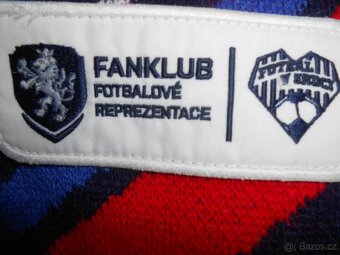 FANKLUB
FOTBALOVÉ
REPREZENTACE
FOTBAL
V SRDCI
Bazos.cz